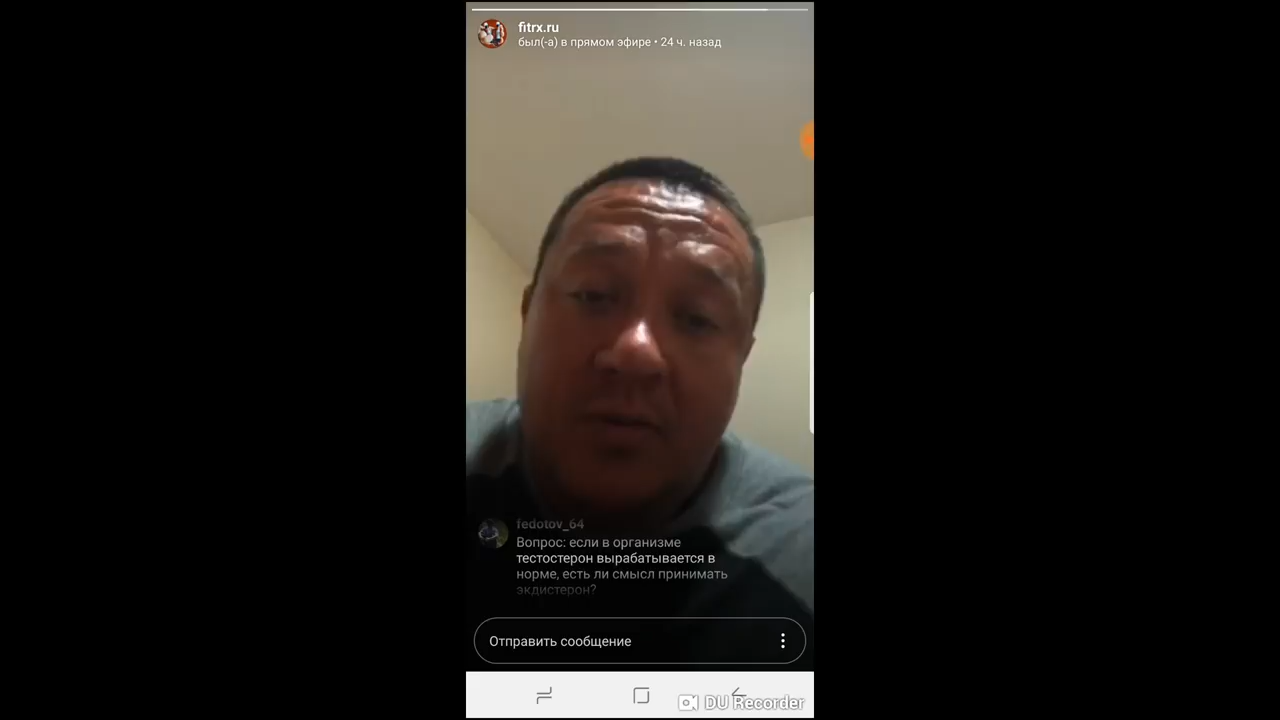 fitrx.ru
был(-а) в прямом эфире • 24 ч. назад
fedotov_64
Вопрос: если в организме
тестостерон вырабатывается в
норме, есть ли смысл принимать
экдистерон?
Отправить сообщение
DU Recorder